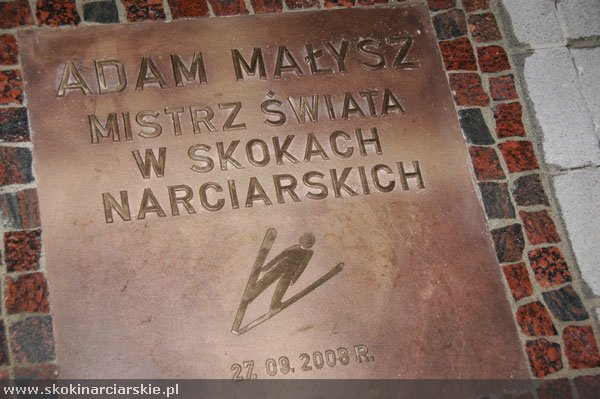 ADAM MAŁYSZ
MISTRZ ŚWIATA
W SKOKACH
NARCIARSKICH
27. 09. 2008 R.
www.skokinarciarskie.pl